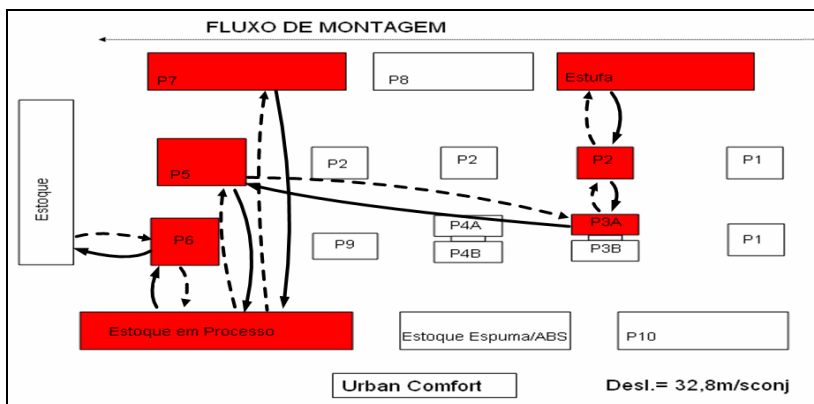 FLUXO DE MONTAGEM
P7
P8
Estufa
Estoque
P5
P2
P2
P2
P1
P6
P9
P4A
P4B
P3A
P3B
P1
Estoque em Processo
Estoque Espuma/ABS
P10
Urban Comfort
Desl.= 32,8m/sconj